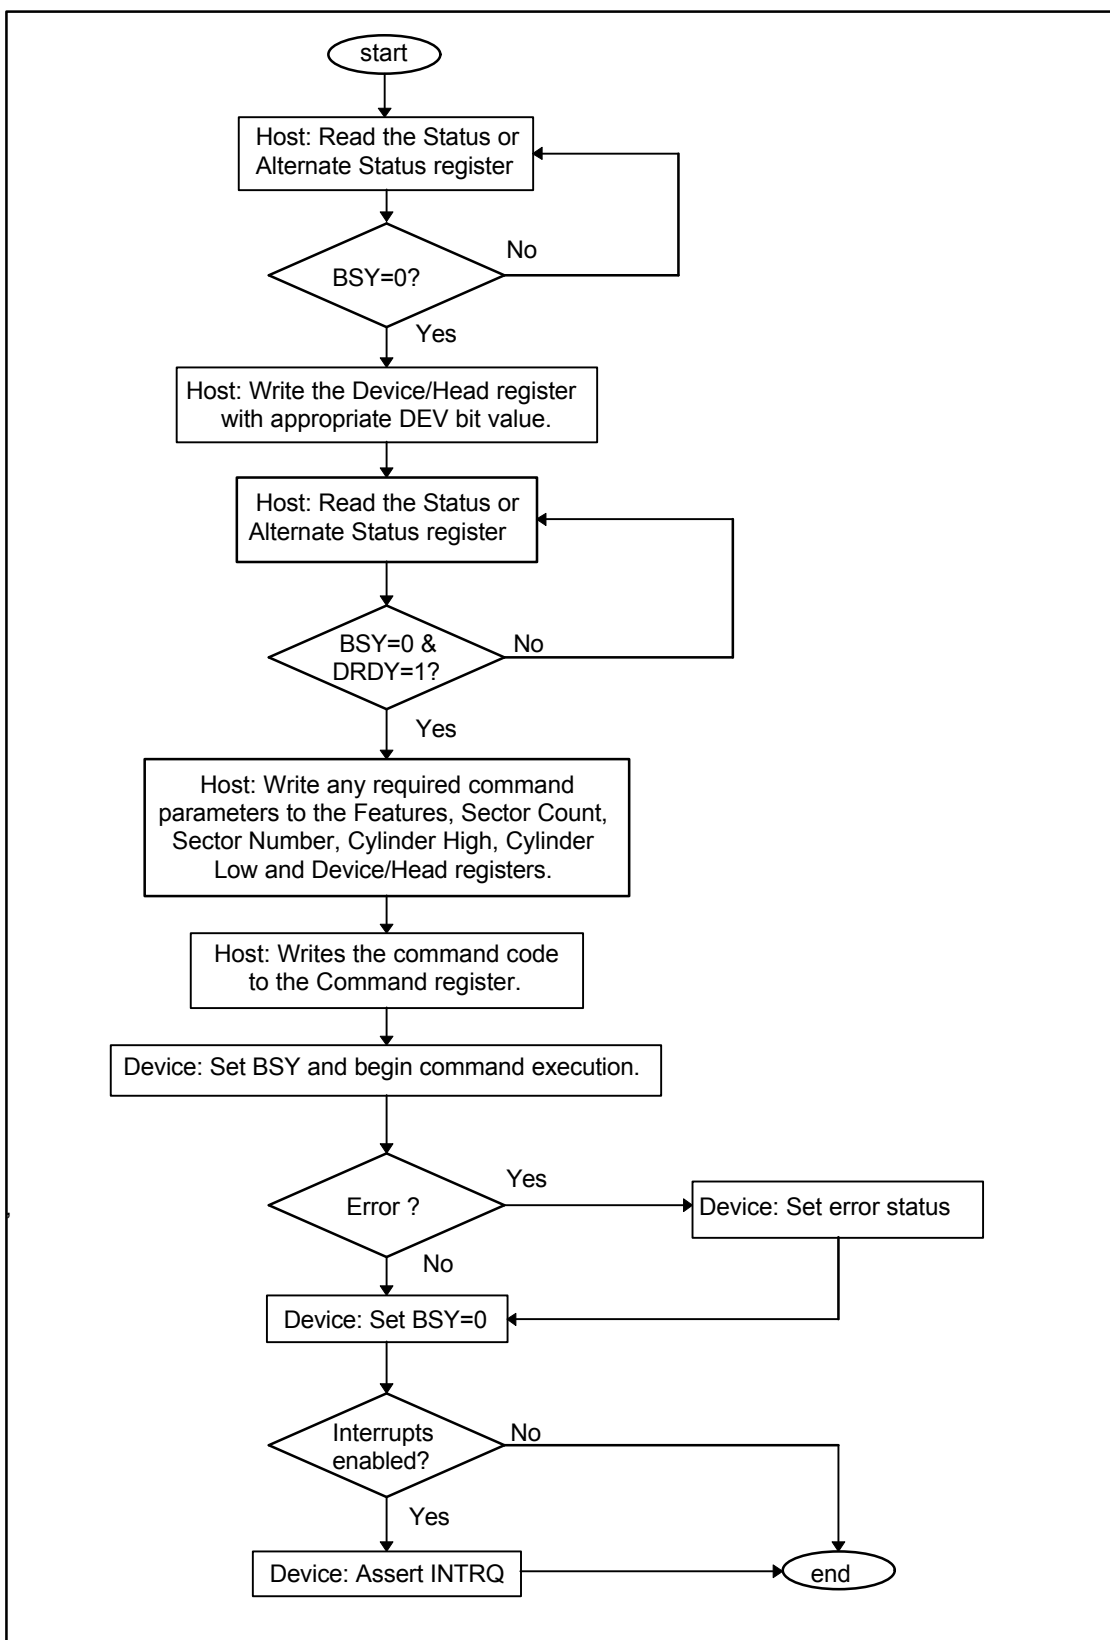 start
Host: Read the Status or
Alternate Status register
No
BSY=0?
Yes
Host: Write the Device/Head register
with appropriate DEV bit value.
Host: Read the Status or
Alternate Status register
BSY=0 &
DRDY=1?
No
Yes
Host: Write any required command
parameters to the Features, Sector Count,
Sector Number, Cylinder High, Cylinder
Low and Device/Head registers.
Host: Writes the command code
to the Command register.
Device: Set BSY and begin command execution.
Yes
Error ?
Device: Set error status
No
Device: Set BSY=0
Interrupts
enabled?
No
Yes
Device: Assert INTRQ
end